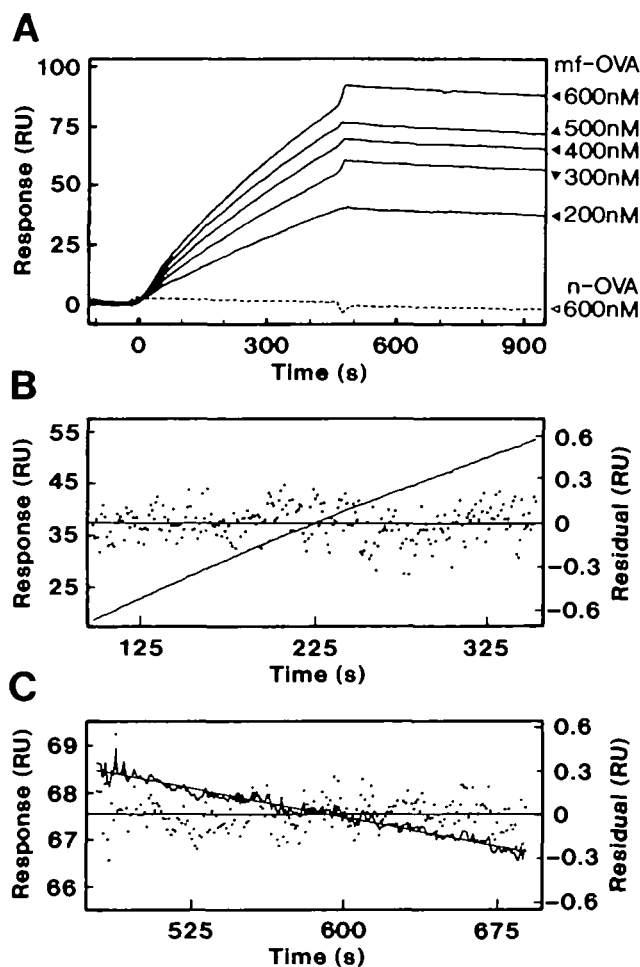 A
Response (RU)
100
75
50
25
0
0
300
600
900
Time (s)
mf-OVA
◂600nM
▴500nM
◂400nM
▾300nM
◂200nM
n-OVA
◃600nM
B
Response (RU)
55
45
35
25
125
225
325
Time (s)
0.6
0.3
0
-0.3
-0.6
Residual (RU)
C
Response (RU)
69
68
67
66
525
600
675
Time (s)
0.6
0.3
0
-0.3
-0.6
Residual (RU)